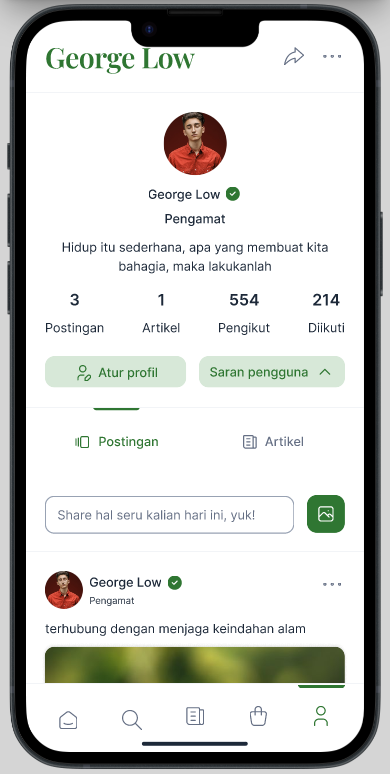 George Low
George Low
Pengamat
Hidup itu sederhana, apa yang membuat kita
bahagia, maka lakukanlah
3 1 554 214
Postingan Artikel Pengikut Diikuti
Atur profil Saran pengguna
Postingan Artikel
Share hal seru kalian hari ini, yuk!
George Low
Pengamat
terhubung dengan menjaga keindahan alam